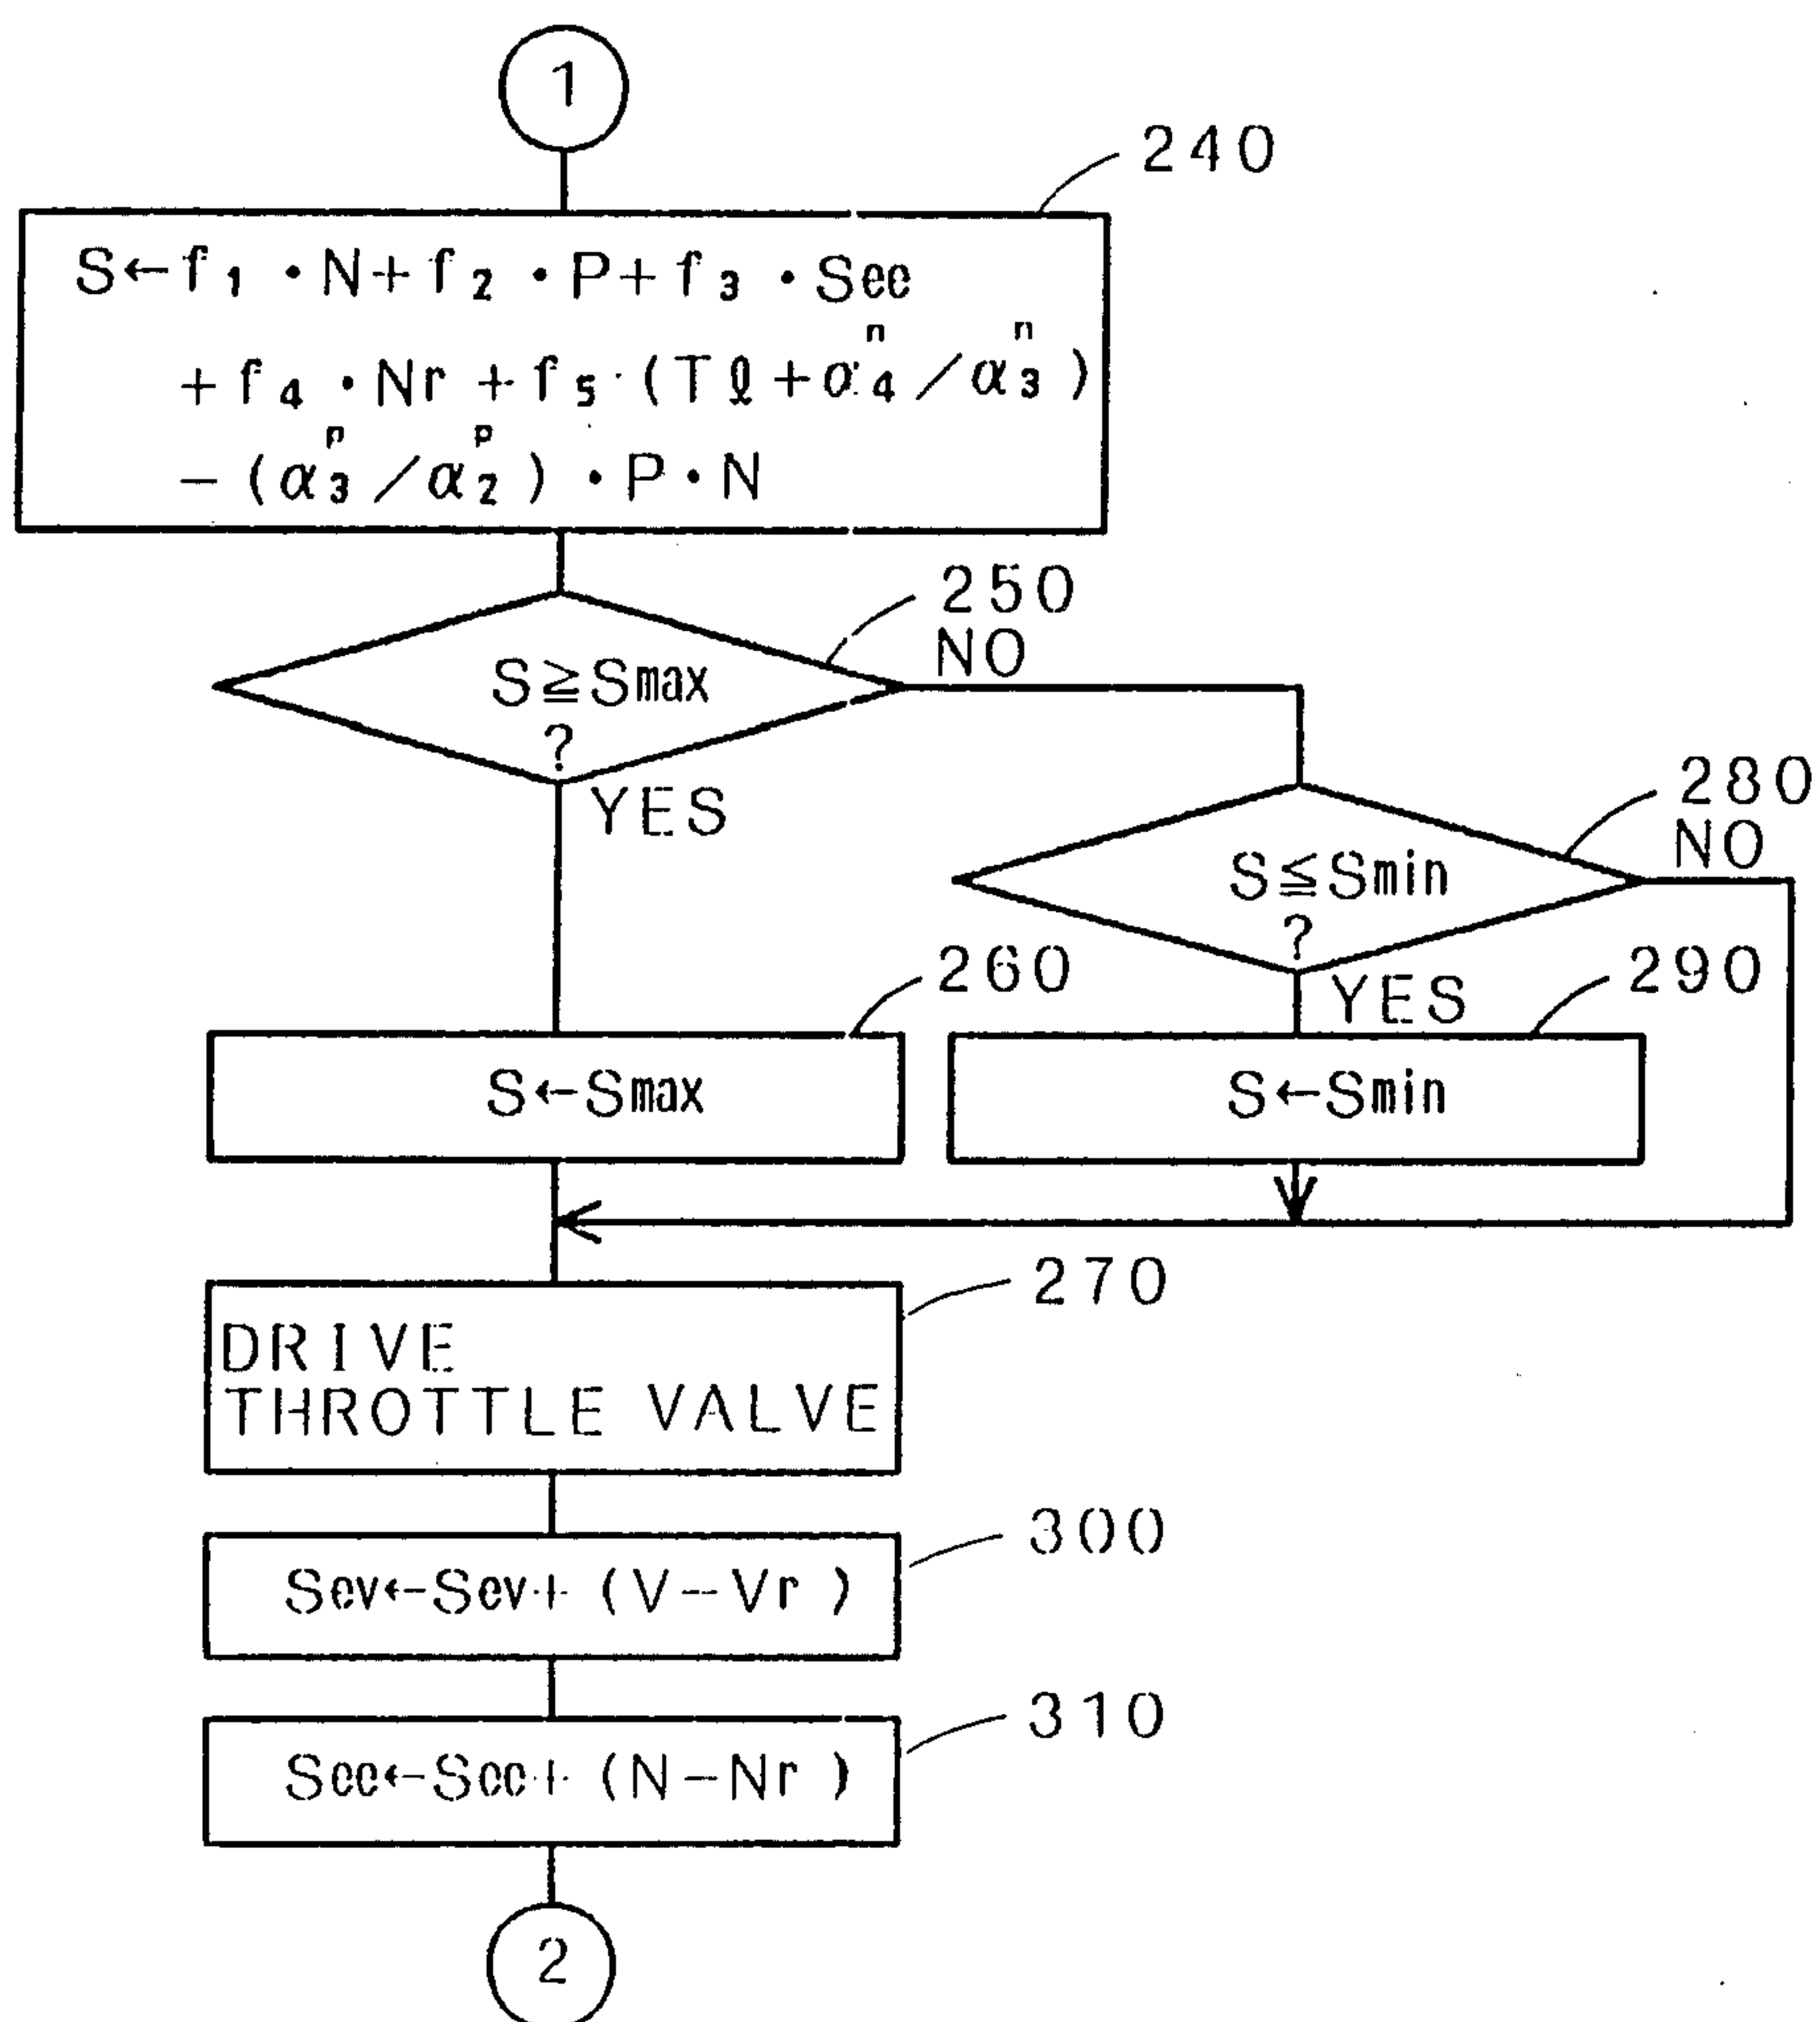 1
240
S←f₁・N+f₂・P+f₃・See
+f₄・Nr+f₅・(Tℓ+α₄ⁿ/α₃ⁿ)
-(α₃ᵖ/α₂ᵖ)・P・N
250
NO
S≧Smax
?
YES
280
NO
S≦Smin
?
YES
260
290
S←Smax
S←Smin
270
DRIVE
THROTTLE VALVE
300
Sev←Sev+(V-Vr)
310
See←See+(N-Nr)
2